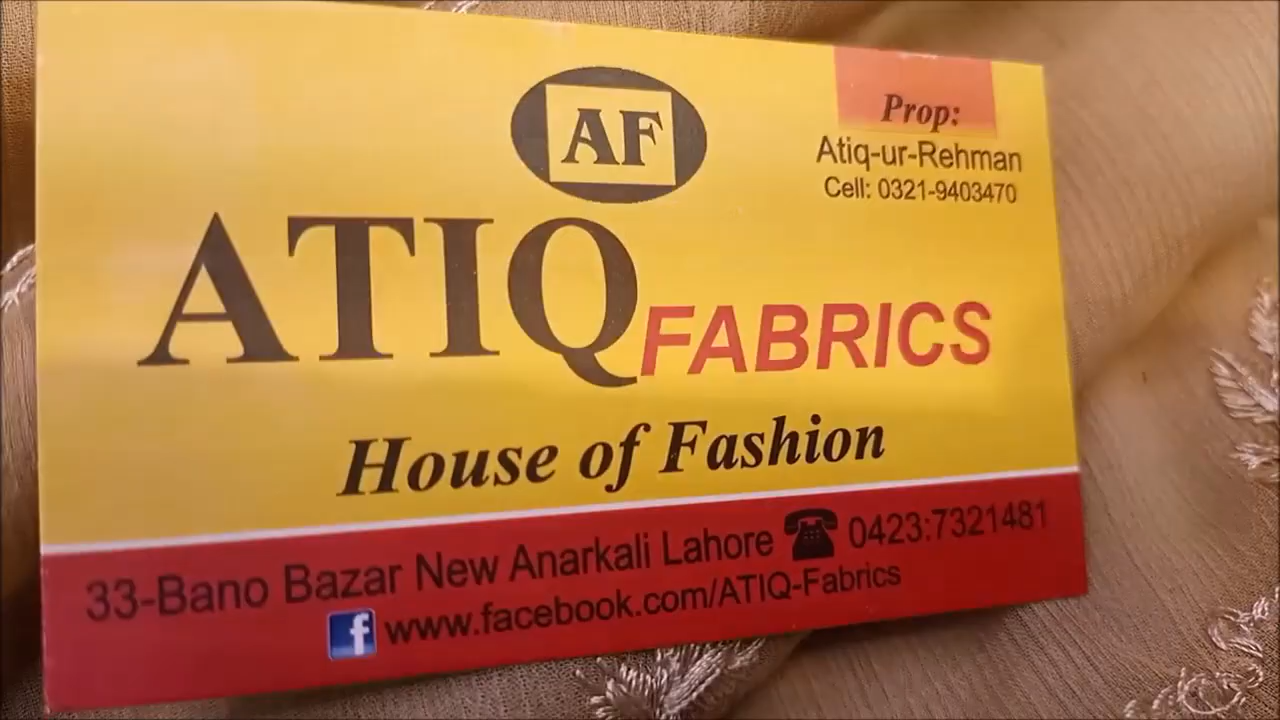 AF
Prop:
Atiq-ur-Rehman
Cell: 0321-9403470
ATIQ FABRICS
House of Fashion
33-Bano Bazar New Anarkali Lahore 0423:7321481
f www.facebook.com/ATIQ-Fabrics